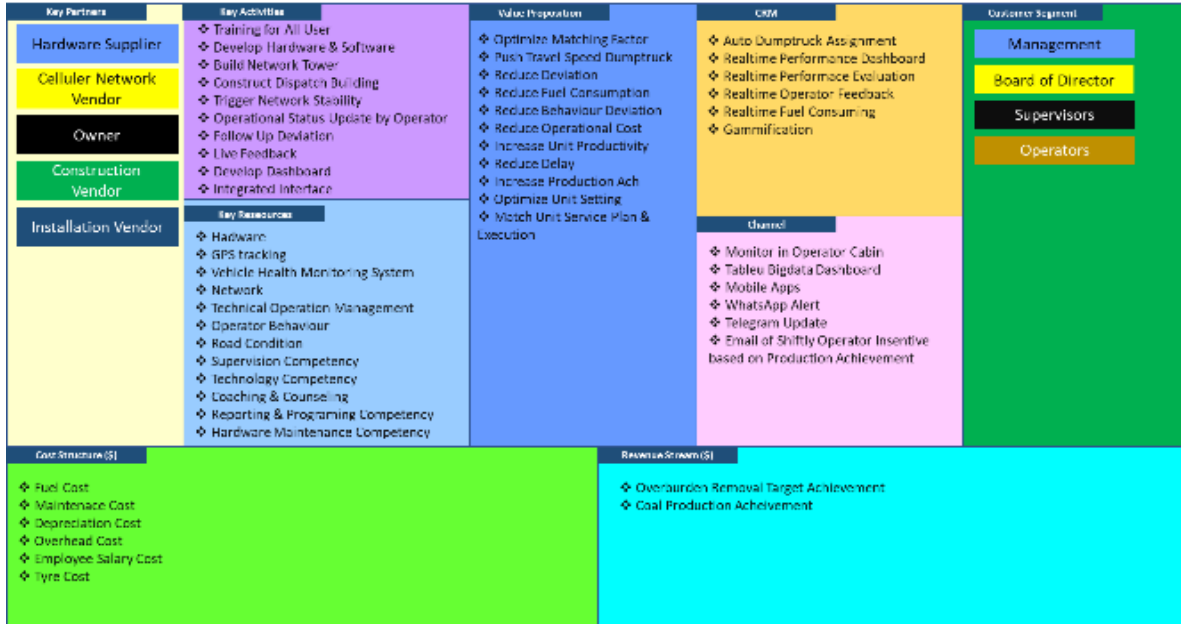 Key Partners
Hardware Supplier
Celluler Network
Vendor
Owner
Construction
Vendor
Installation Vendor
Key Activities
❖ Training for All User
❖ Develop Hardware & Software
❖ Build Network Tower
❖ Construct Dispatch Building
❖ Trigger Network Stability
❖ Operational Status Update by Operator
❖ Follow Up Deviation
❖ Live Feedback
❖ Develop Dashboard
❖ Integrated Interface
Key Resources
❖ Hadware
❖ GPS tracking
❖ Vehicle Health Monitoring System
❖ Network
❖ Technical Operation Management
❖ Operator Behaviour
❖ Road Condition
❖ Supervision Competency
❖ Technology Competency
❖ Coaching & Counseling
❖ Reporting & Programing Competency
❖ Hardware Maintenance Competency
Value Proposition
❖ Optimize Matching Factor
❖ Push Travel Speed Dumptruck
❖ Reduce Deviation
❖ Reduce Fuel Consumption
❖ Reduce Behaviour Deviation
❖ Reduce Operational Cost
❖ Increase Unit Productivity
❖ Reduce Delay
❖ Increase Production Ach
❖ Optimize Unit Setting
❖ Match Unit Service Plan &
Execution
CRM
❖ Auto Dumptruck Assignment
❖ Realtime Performance Dashboard
❖ Realtime Performace Evaluation
❖ Realtime Operator Feedback
❖ Realtime Fuel Consuming
❖ Gammification
Channel
❖ Monitor in Operator Cabin
❖ Tableu Bigdata Dashboard
❖ Mobile Apps
❖ WhatsApp Alert
❖ Telegram Update
❖ Email of Shiftly Operator Insentive
based on Production Achievement
Customer Segment
Management
Board of Director
Supervisors
Operators
Cost Structure ($)
❖ Fuel Cost
❖ Maintenace Cost
❖ Depreciation Cost
❖ Overhead Cost
❖ Employee Salary Cost
❖ Tyre Cost
Revenue Stream ($)
❖ Overburden Removal Target Achievement
❖ Coal Production Acheivement